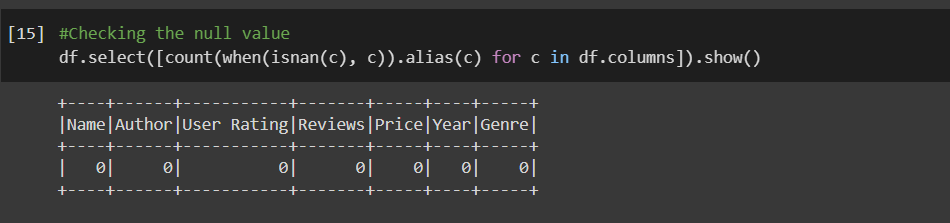 [15] #Checking the null value
df.select([count(when(isnan(c), c)).alias(c) for c in df.columns]).show()
+----+------+-----------+-------+-----+----+-----+
|Name|Author|User Rating|Reviews|Price|Year|Genre|
+----+------+-----------+-------+-----+----+-----+
|   0|     0|          0|      0|    0|   0|    0|
+----+------+-----------+-------+-----+----+-----+